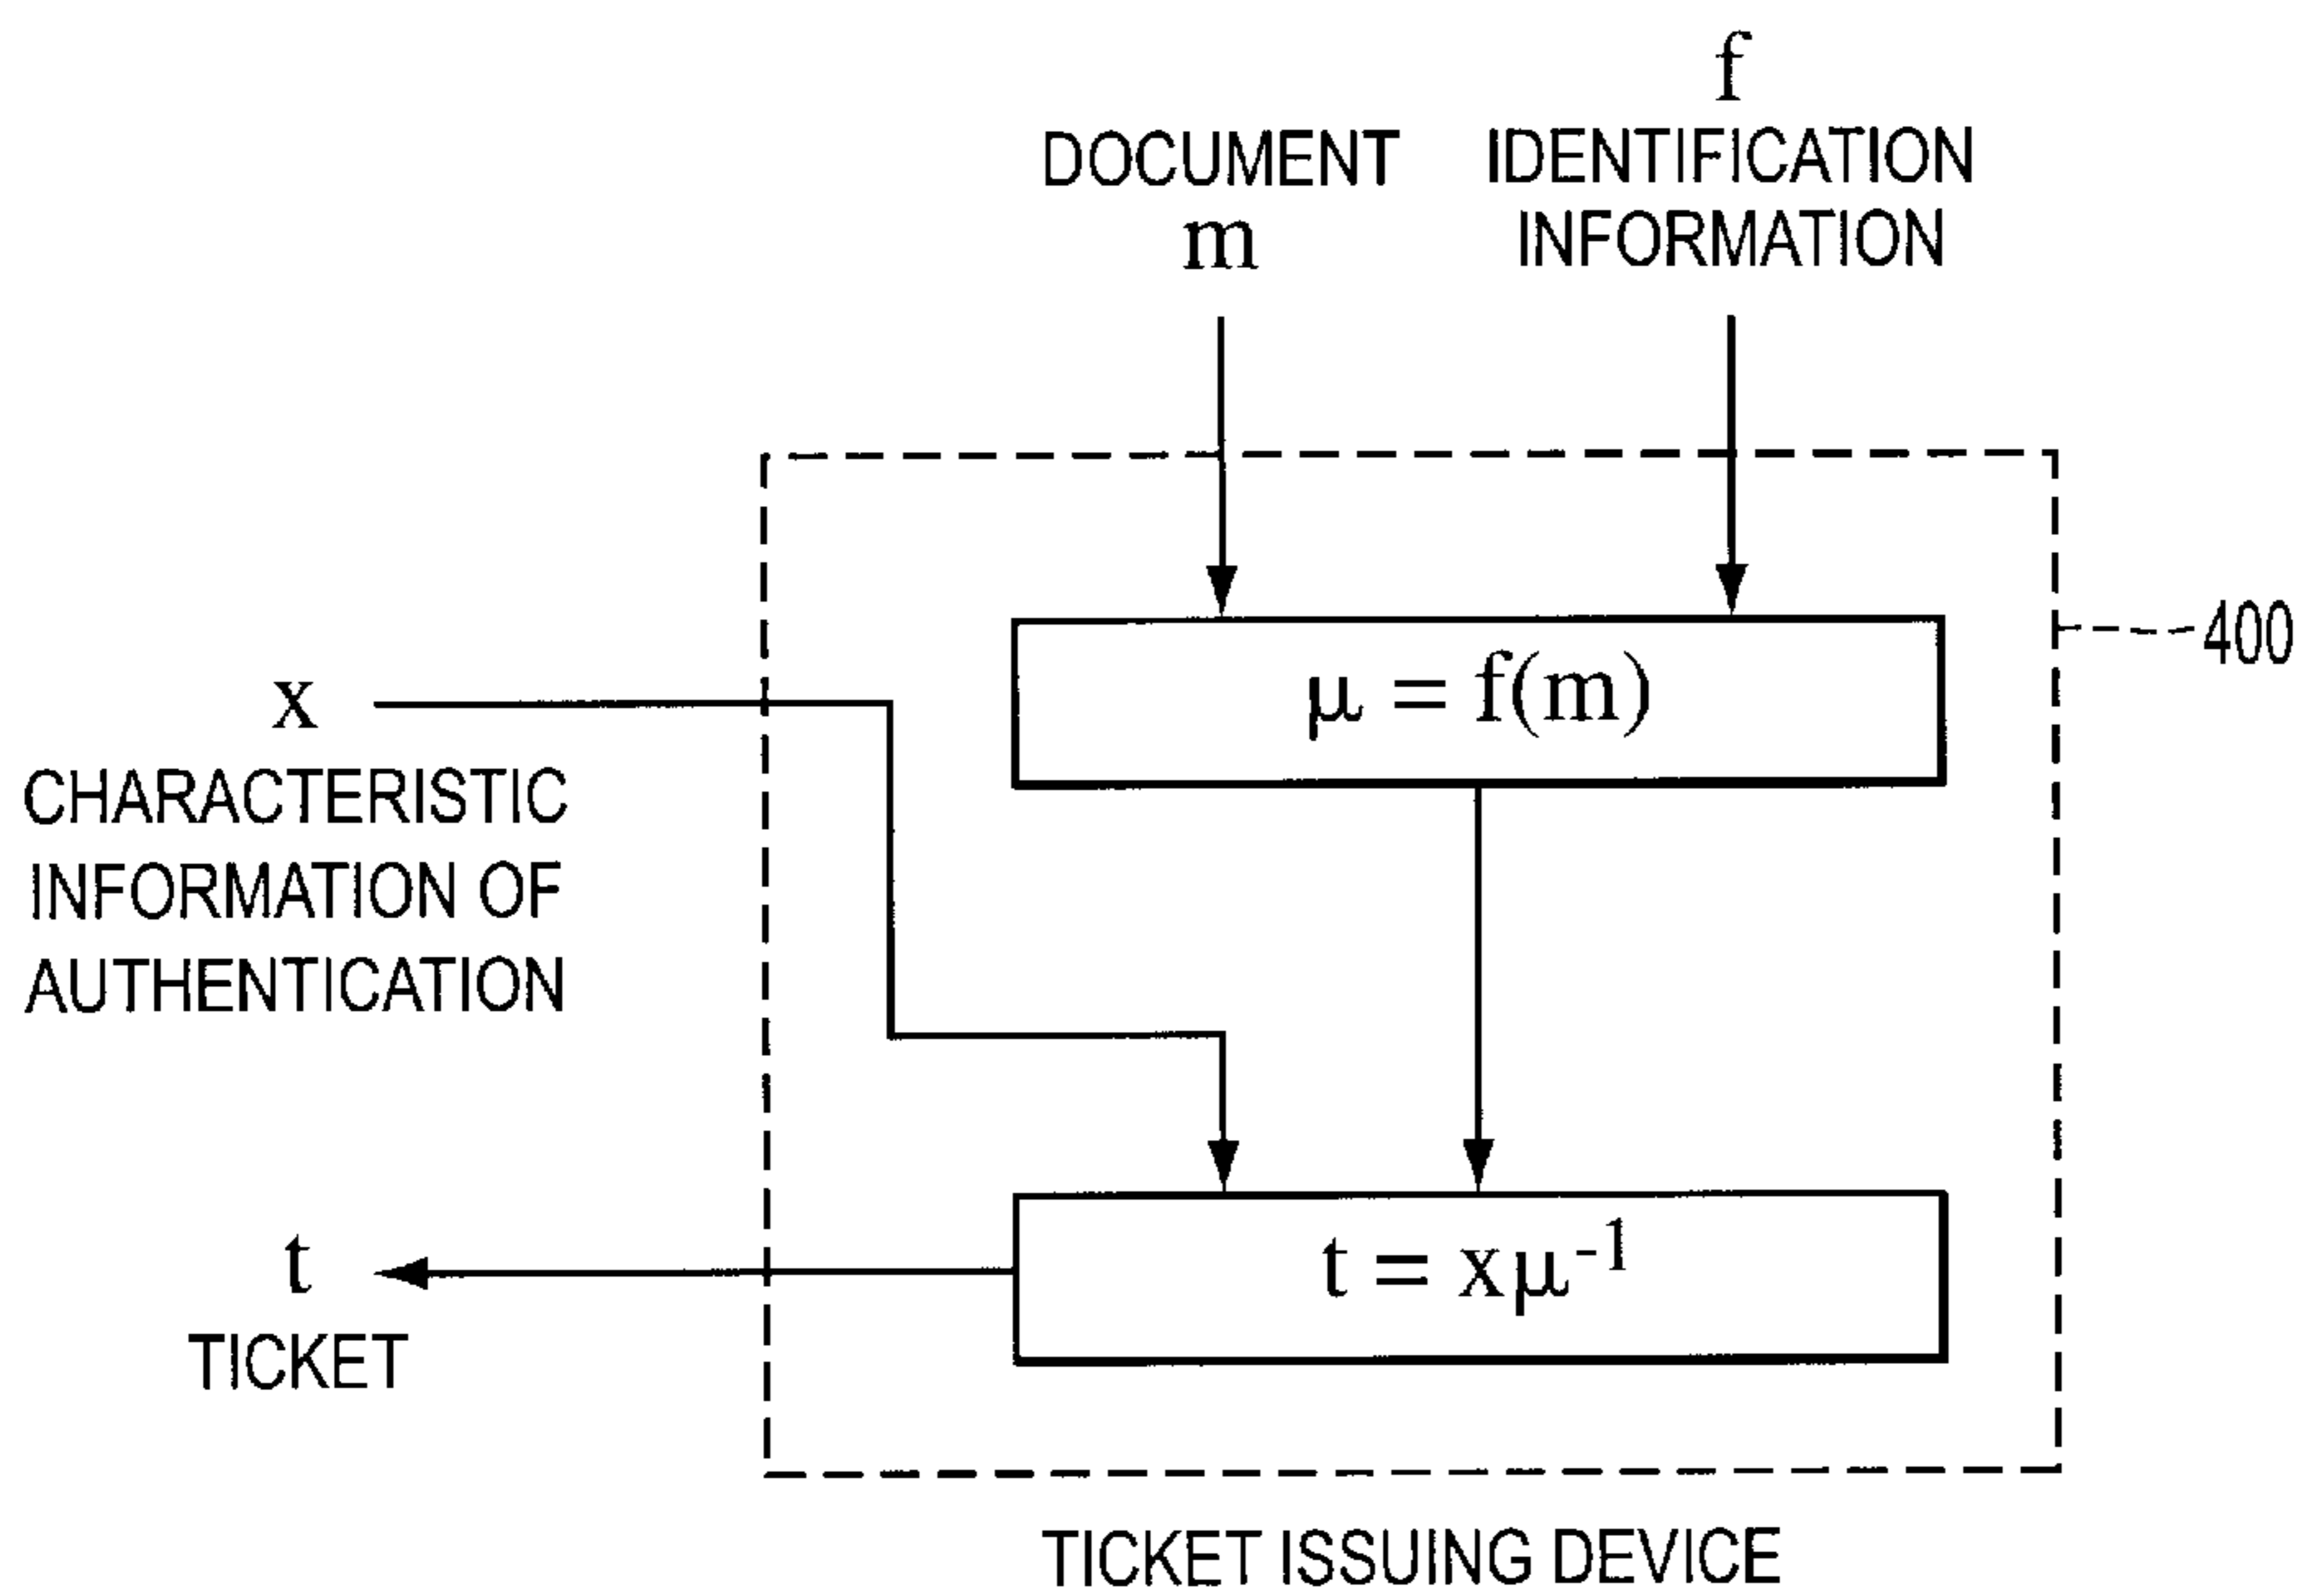 f
DOCUMENT
IDENTIFICATION
m
INFORMATION
400
μ = f(m)
x
CHARACTERISTIC
INFORMATION OF
AUTHENTICATION
t = xμ⁻¹
t
TICKET
TICKET ISSUING DEVICE